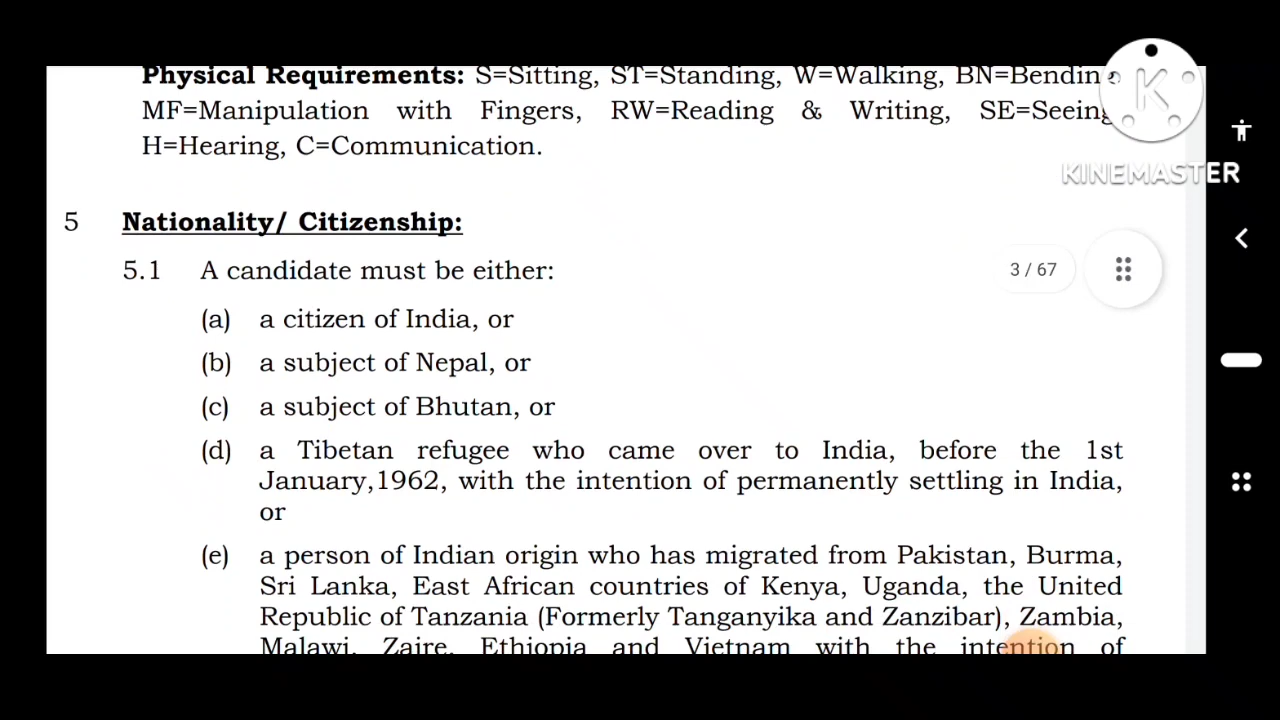 Physical Requirements: S=Sitting, ST=Standing, W=Walking, BN=Bending
MF=Manipulation with Fingers, RW=Reading & Writing, SE=Seeing
H=Hearing, C=Communication.
K
KINEMASTER
5 Nationality/ Citizenship:
5.1 A candidate must be either:
3 / 67
(a) a citizen of India, or
(b) a subject of Nepal, or
(c) a subject of Bhutan, or
(d) a Tibetan refugee who came over to India, before the 1st
January,1962, with the intention of permanently settling in India,
or
(e) a person of Indian origin who has migrated from Pakistan, Burma,
Sri Lanka, East African countries of Kenya, Uganda, the United
Republic of Tanzania (Formerly Tanganyika and Zanzibar), Zambia,
Malawi, Zaire, Ethiopia and Vietnam with the intention of